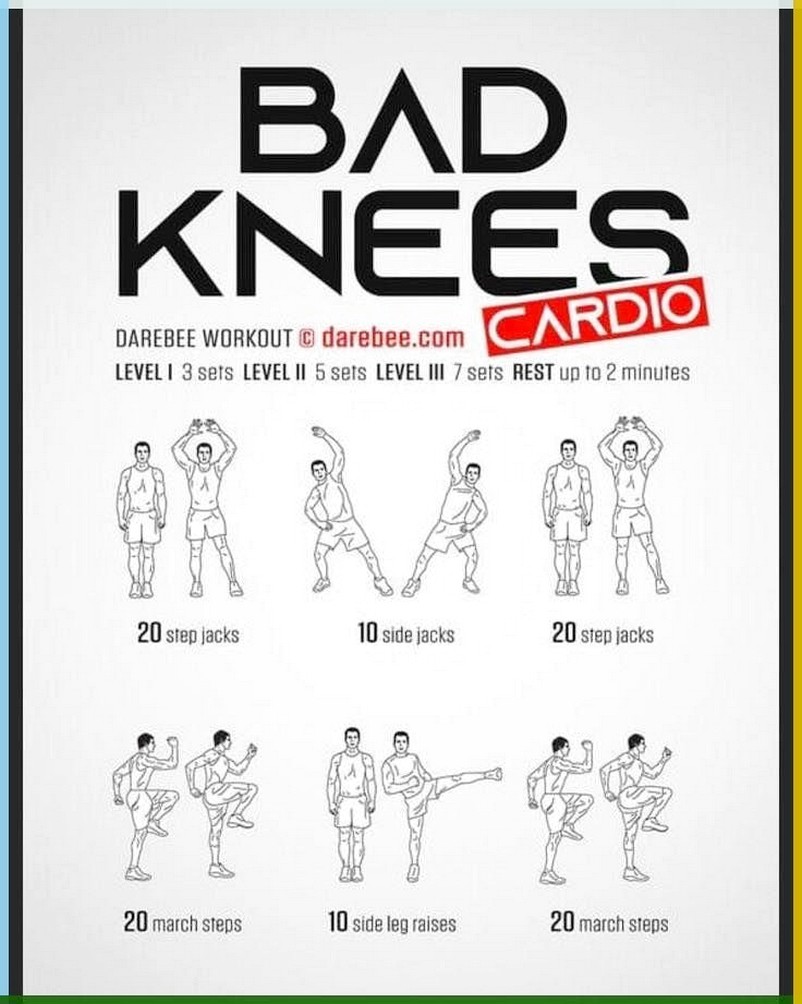 BAD
KNEES
CARDIO
DAREBEE WORKOUT © darebee.com
LEVEL I 3 sets LEVEL II 5 sets LEVEL III 7 sets REST up to 2 minutes
20 step jacks
10 side jacks
20 step jacks
20 march steps
10 side leg raises
20 march steps